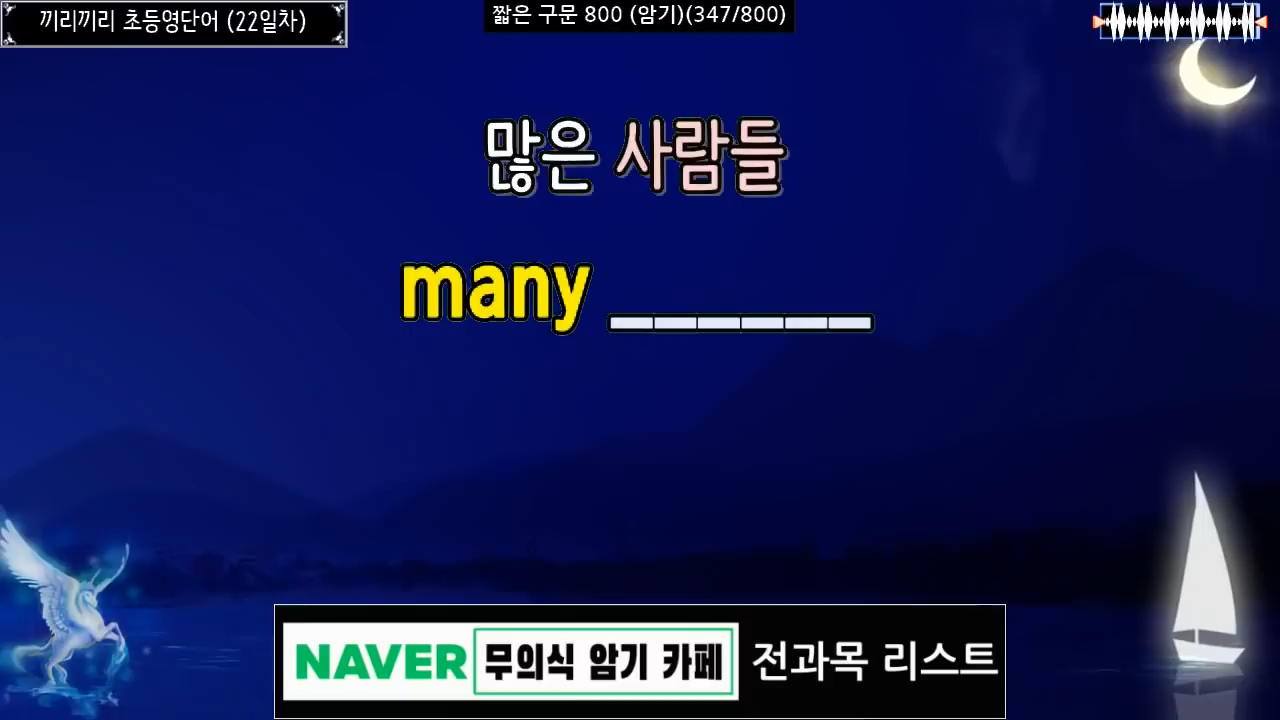 끼리끼리 초등영단어 (22일차)
짧은 구문 800 (암기)(347/800)
많은 사람들
many ______
NAVER 무의식 암기 카페 전과목 리스트